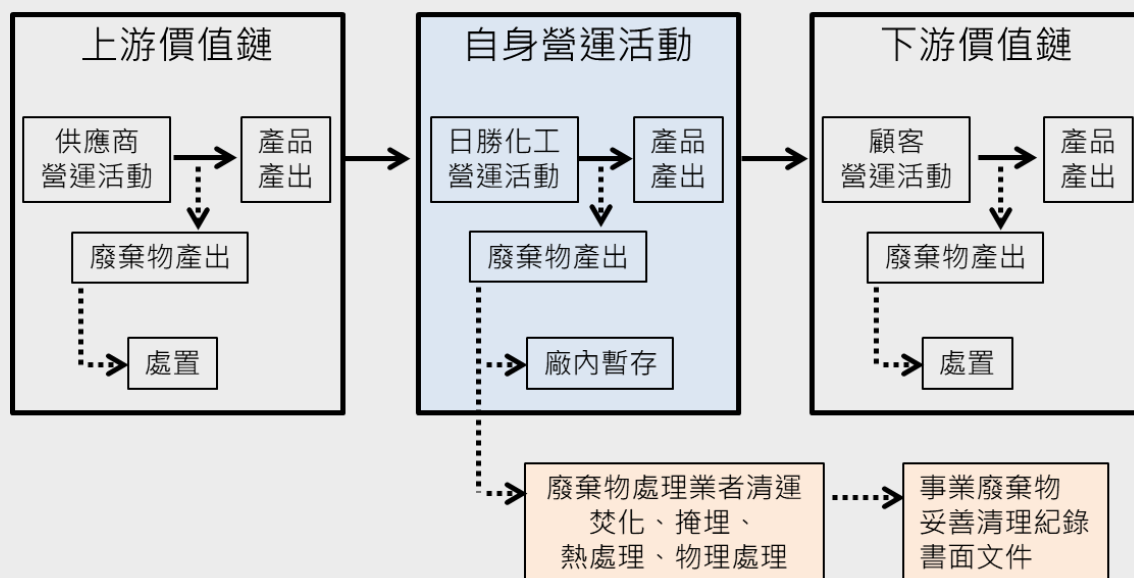 上游價值鏈
供應商
營運活動
產品
產出
廢棄物產出
處置
自身營運活動
日勝化工
營運活動
產品
產出
廢棄物產出
廠內暫存
下游價值鏈
顧客
營運活動
產品
產出
廢棄物產出
處置
廢棄物處理業者清運
焚化、掩埋、
熱處理、物理處理
事業廢棄物
妥善清理紀錄
書面文件